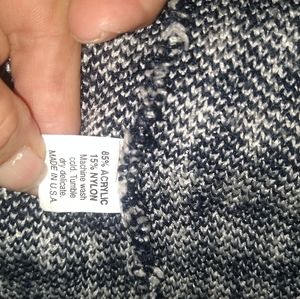 85% ACRYLIC
15% NYLON
Machine wash
cold. Tumble
dry delicate.
MADE IN U.S.A.